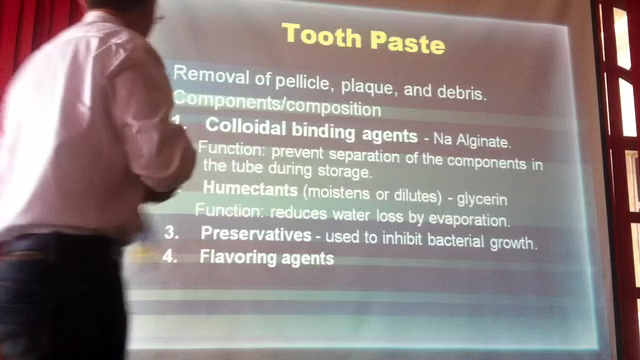 Tooth Paste
Removal of pellicle, plaque, and debris.
Components/composition
1. Colloidal binding agents - Na Alginate.
Function: prevent separation of the components in
the tube during storage.
Humectants (moistens or dilutes) - glycerin
Function: reduces water loss by evaporation.
3. Preservatives - used to inhibit bacterial growth.
4. Flavoring agents